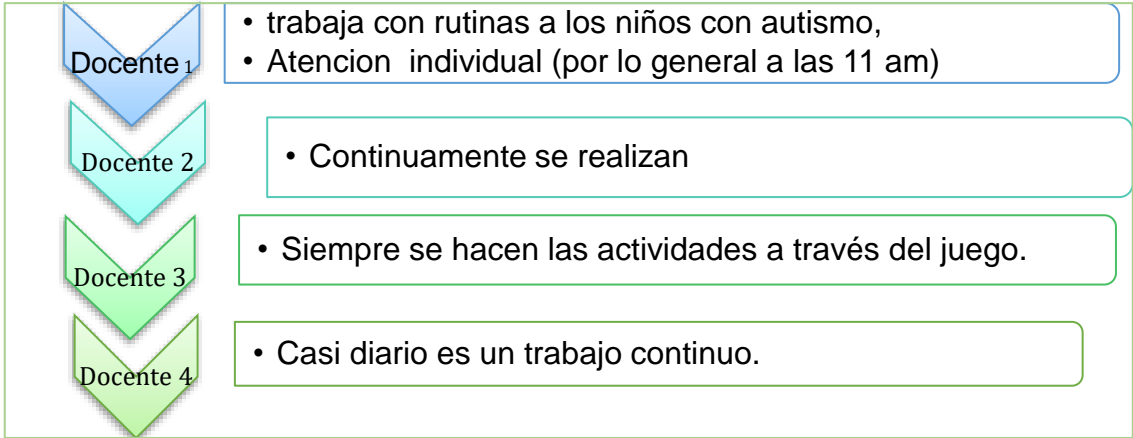 Docente 1
• trabaja con rutinas a los niños con autismo,
• Atencion individual (por lo general a las 11 am)
Docente 2
• Continuamente se realizan
Docente 3
• Siempre se hacen las actividades a través del juego.
Docente 4
• Casi diario es un trabajo continuo.